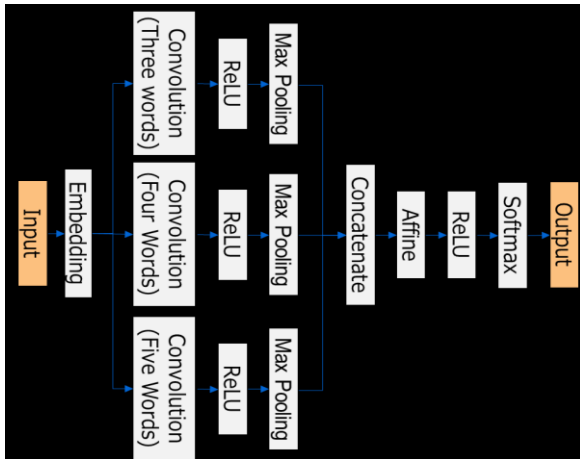 Input
Embedding
Convolution
(Three words)
ReLU
Max Pooling
Convolution
(Four Words)
ReLU
Max Pooling
Convolution
(Five Words)
ReLU
Max Pooling
Concatenate
Affine
ReLU
Softmax
Output